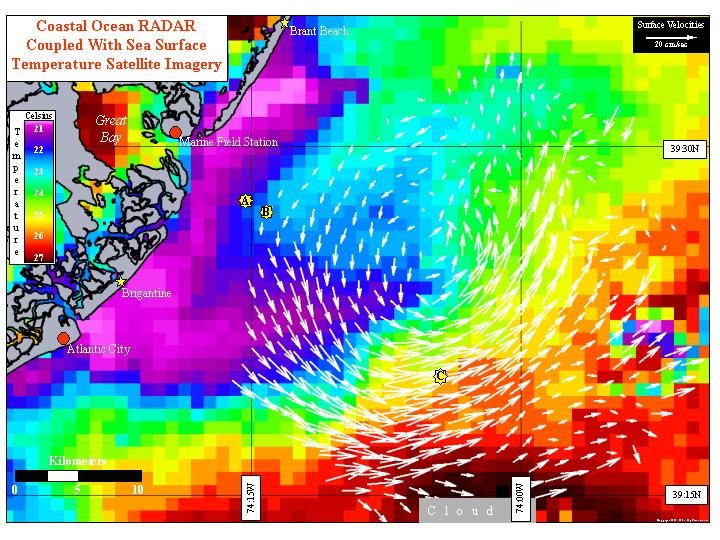 Coastal Ocean RADAR
Coupled With Sea Surface
Temperature Satellite Imagery
Brant Beach
Surface Velocities
20 cm/sec
Great
Bay
Marine Field Station
39:30N
Celsius
Temperature
21
22
23
24
25
26
27
A
B
Brigantine
Atlantic City
C
Kilometers
0
5
10
74:15W
74:00W
39:15N
Cloud